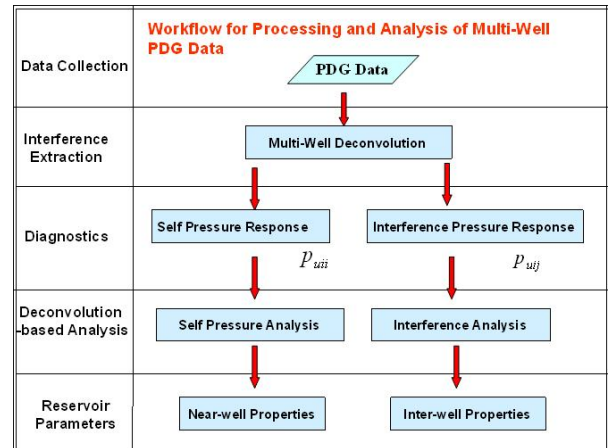 Workflow for Processing and Analysis of Multi-Well
PDG Data
Data Collection
PDG Data
Interference
Extraction
Multi-Well Deconvolution
Diagnostics
Self Pressure Response
Interference Pressure Response
p_uii
p_uij
Deconvolution
-based Analysis
Self Pressure Analysis
Interference Analysis
Reservoir
Parameters
Near-well Properties
Inter-well Properties